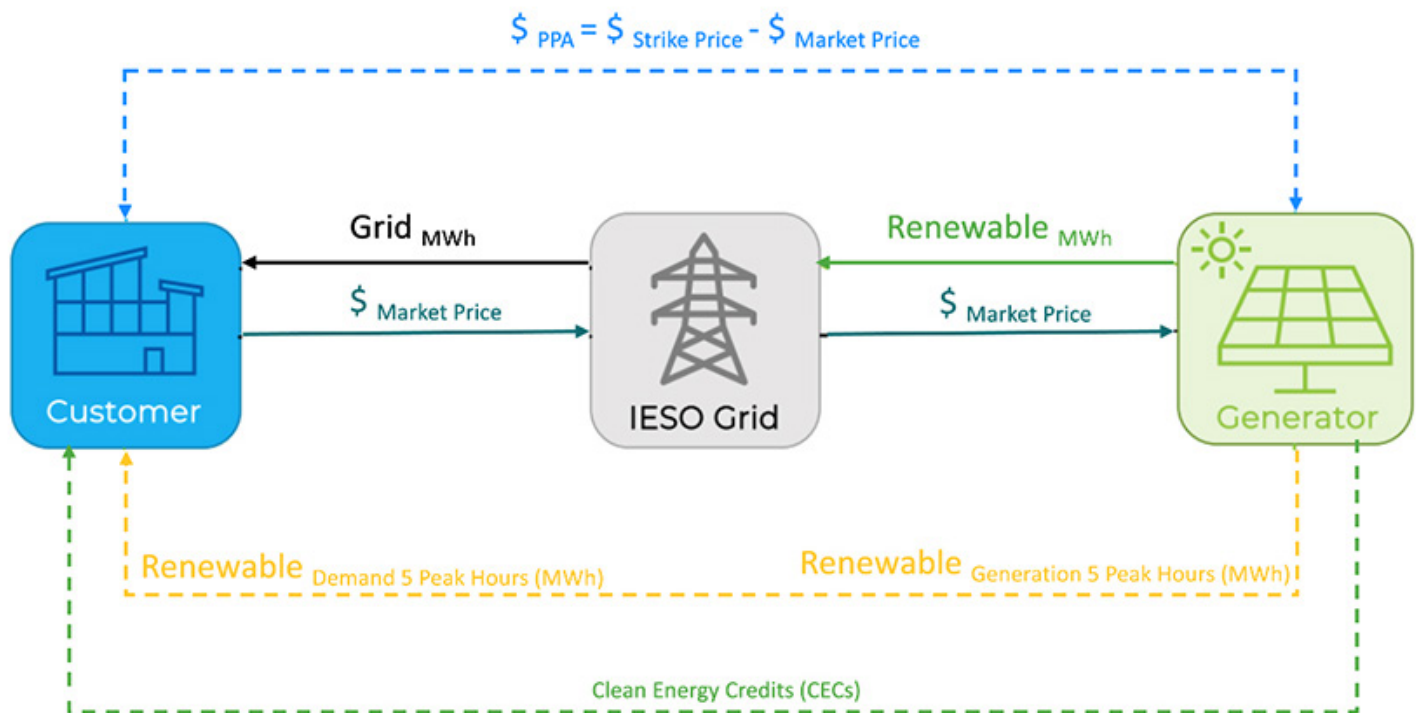 $ PPA = $ Strike Price - $ Market Price
Grid MWh
Renewable MWh
$ Market Price
$ Market Price
Customer
IESO Grid
Generator
Renewable Demand 5 Peak Hours (MWh)
Renewable Generation 5 Peak Hours (MWh)
Clean Energy Credits (CECs)